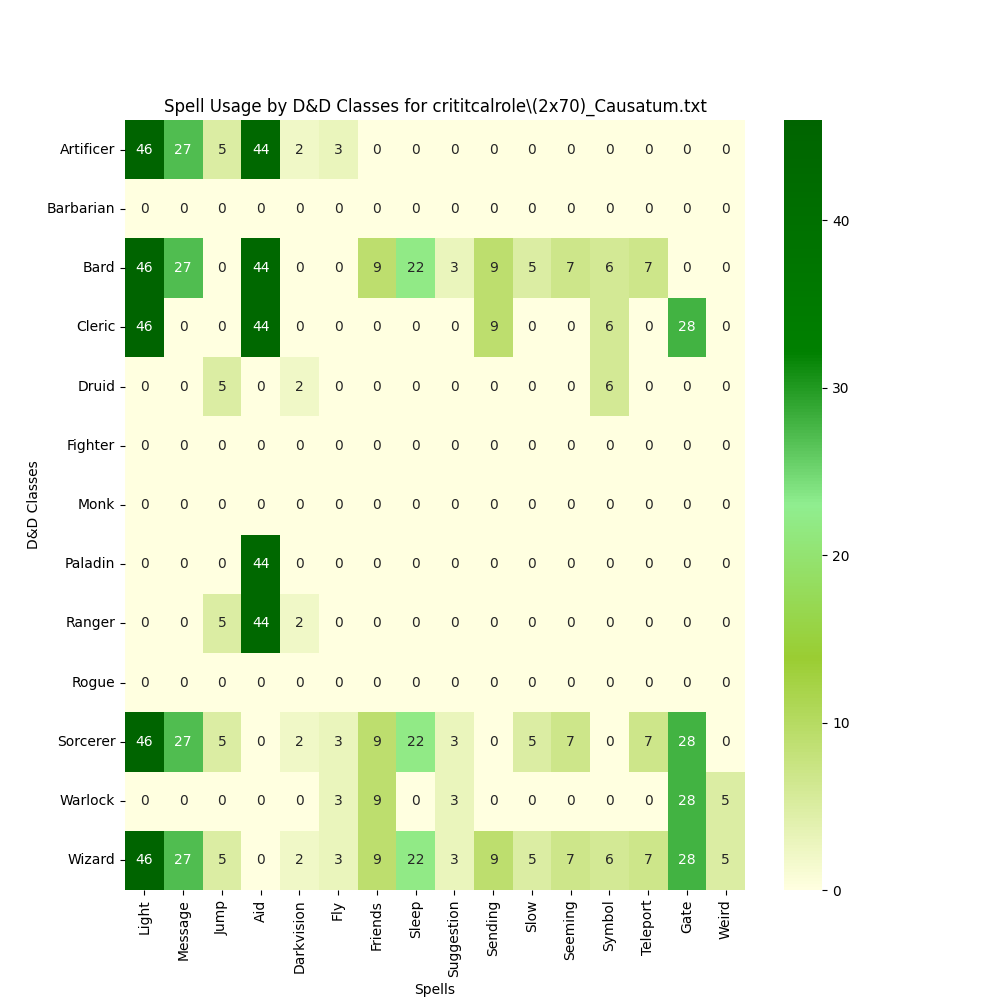 Spell Usage by D&D Classes for crititcalrole\(2x70)_Causatum.txt
Artificer 46 27 5 44 2 3 0 0 0 0 0 0 0 0 0 0
Barbarian 0 0 0 0 0 0 0 0 0 0 0 0 0 0 0 0
Bard 46 27 0 44 0 0 9 22 3 9 5 7 6 7 0 0
Cleric 46 0 0 44 0 0 0 0 0 9 0 0 6 0 28 0
Druid 0 0 5 0 2 0 0 0 0 0 0 0 6 0 0 0
Fighter 0 0 0 0 0 0 0 0 0 0 0 0 0 0 0 0
Monk 0 0 0 0 0 0 0 0 0 0 0 0 0 0 0 0
Paladin 0 0 0 44 0 0 0 0 0 0 0 0 0 0 0 0
Ranger 0 0 5 44 2 0 0 0 0 0 0 0 0 0 0 0
Rogue 0 0 0 0 0 0 0 0 0 0 0 0 0 0 0 0
Sorcerer 46 27 5 0 2 3 9 22 3 0 5 7 0 7 28 0
Warlock 0 0 0 0 0 3 9 0 3 0 0 0 0 0 28 5
Wizard 46 27 5 0 2 3 9 22 3 9 5 7 6 7 28 5
Light Message Jump Aid Darkvision Fly Friends Sleep Suggestion Sending Slow Seeming Symbol Teleport Gate Weird
Spells
D&D Classes
40
30
20
10
0